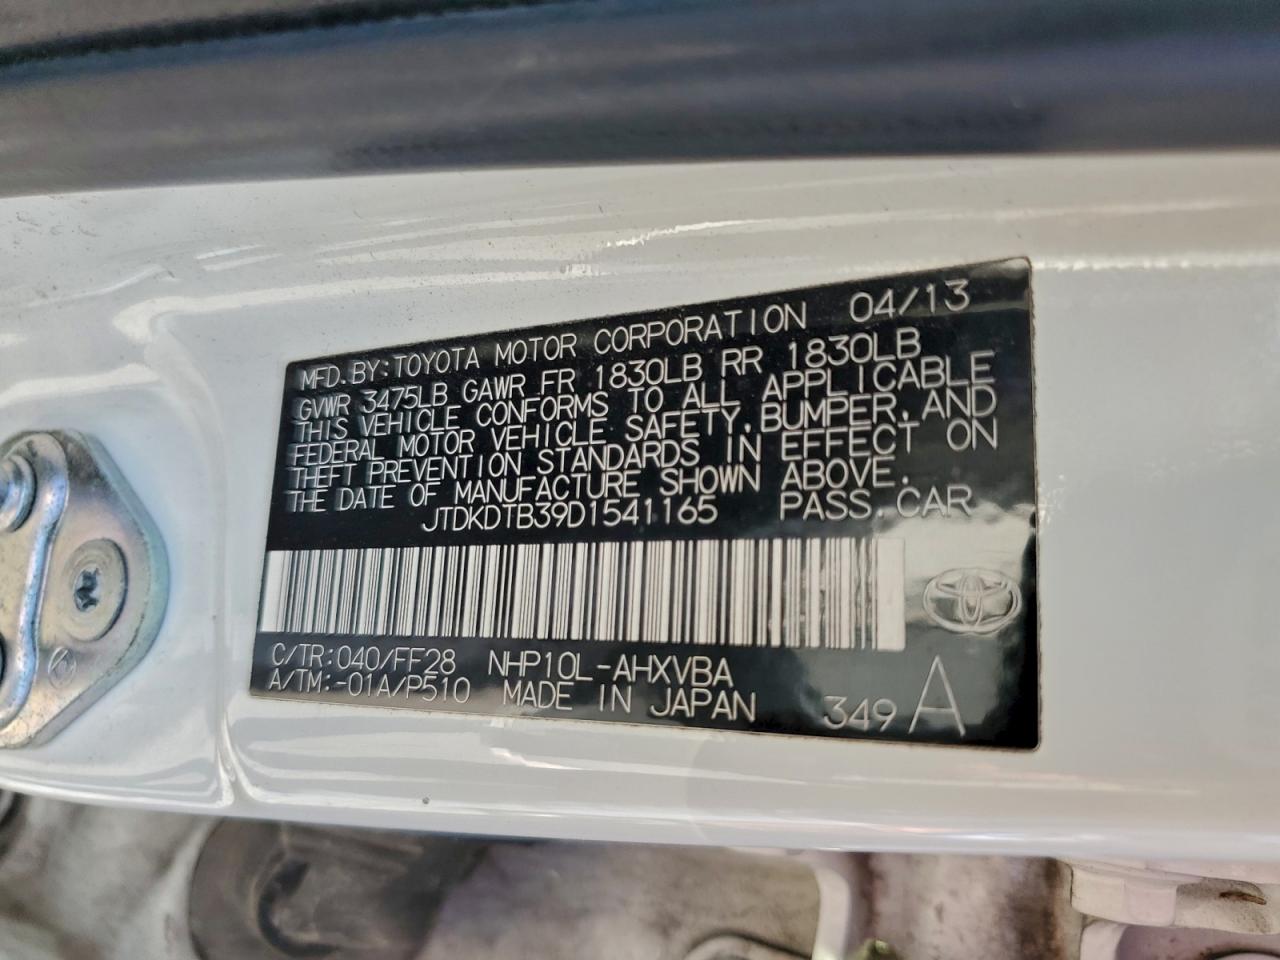 MFD.BY:TOYOTA MOTOR CORPORATION 04/13
GVWR 3475LB GAWR FR 1830LB RR 1830LB
THIS VEHICLE CONFORMS TO ALL APPLICABLE
FEDERAL MOTOR VEHICLE SAFETY,BUMPER,AND
THEFT PREVENTION STANDARDS IN EFFECT ON
THE DATE OF MANUFACTURE SHOWN ABOVE.
JTDKDTB39D1541165 PASS.CAR
C/TR:040/FF28 NHP10L-AHXVBA
A/TM:-01A/P510 MADE IN JAPAN 349 A